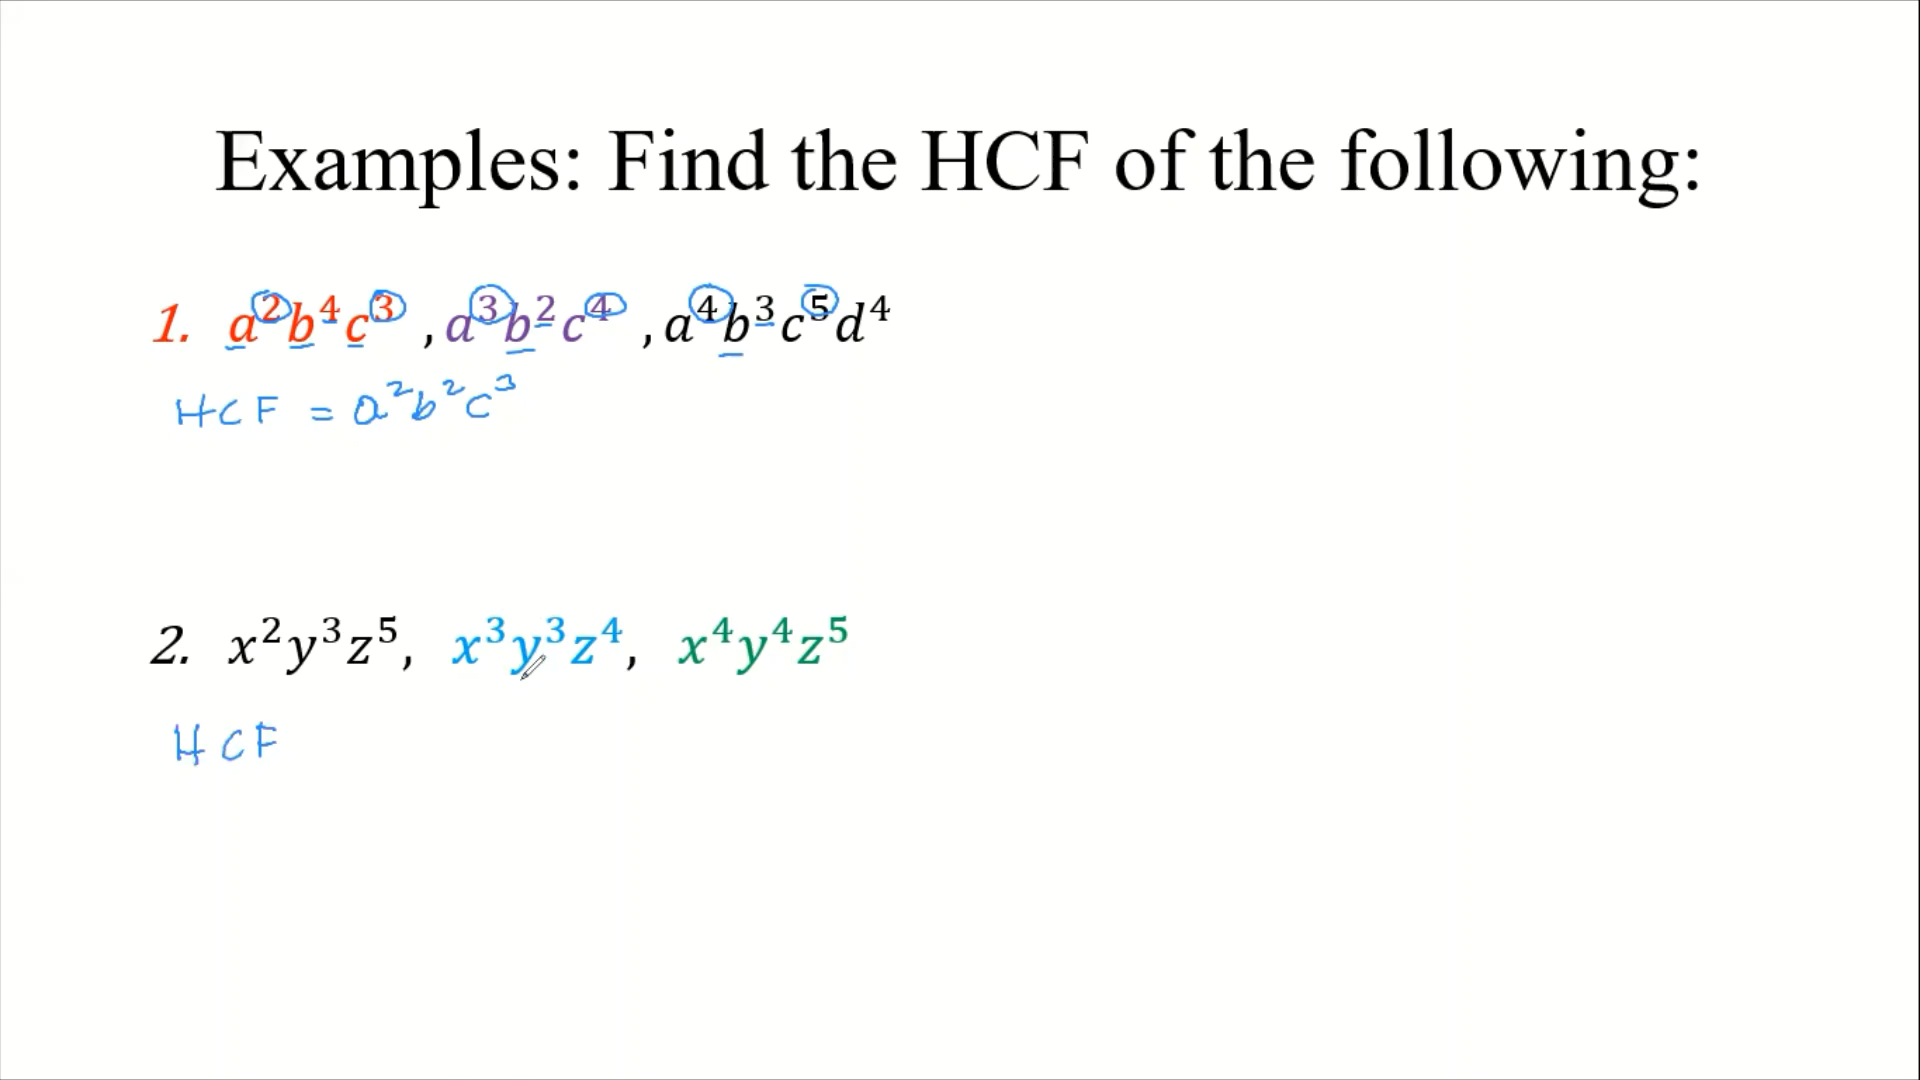 Examples: Find the HCF of the following:
1. a²b⁴c³ , a³b²c⁴ , a⁴b³c⁵d⁴
HCF = a²b²c³
2. x²y³z⁵, x³y³z⁴, x⁴y⁴z⁵
HCF